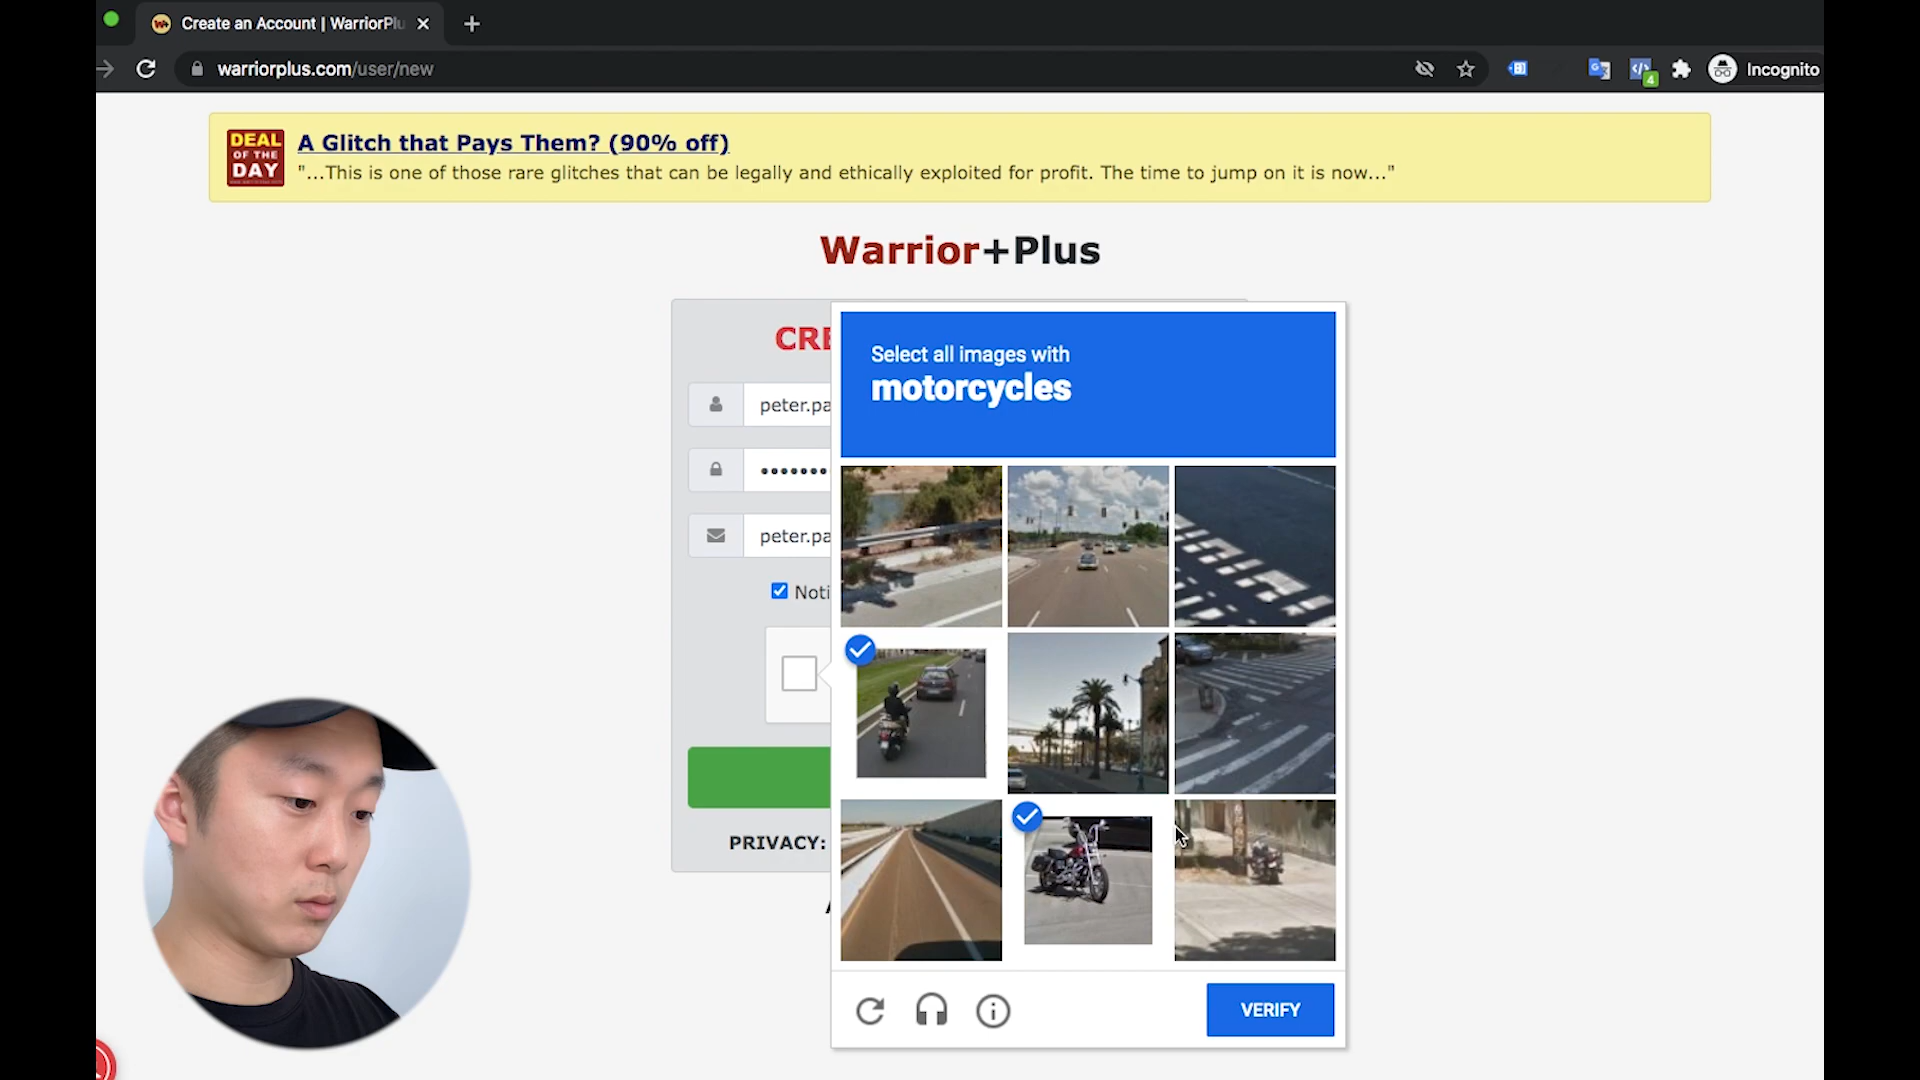 Create an Account | WarriorPlu
warriorplus.com/user/new
4
Incognito
DEAL
OF THE
DAY
A Glitch that Pays Them? (90% off)
"...This is one of those rare glitches that can be legally and ethically exploited for profit. The time to jump on it is now..."
Warrior+Plus
CRE
Select all images with
motorcycles
peter.pa
•••••••
peter.pa
Noti
PRIVACY:
VERIFY